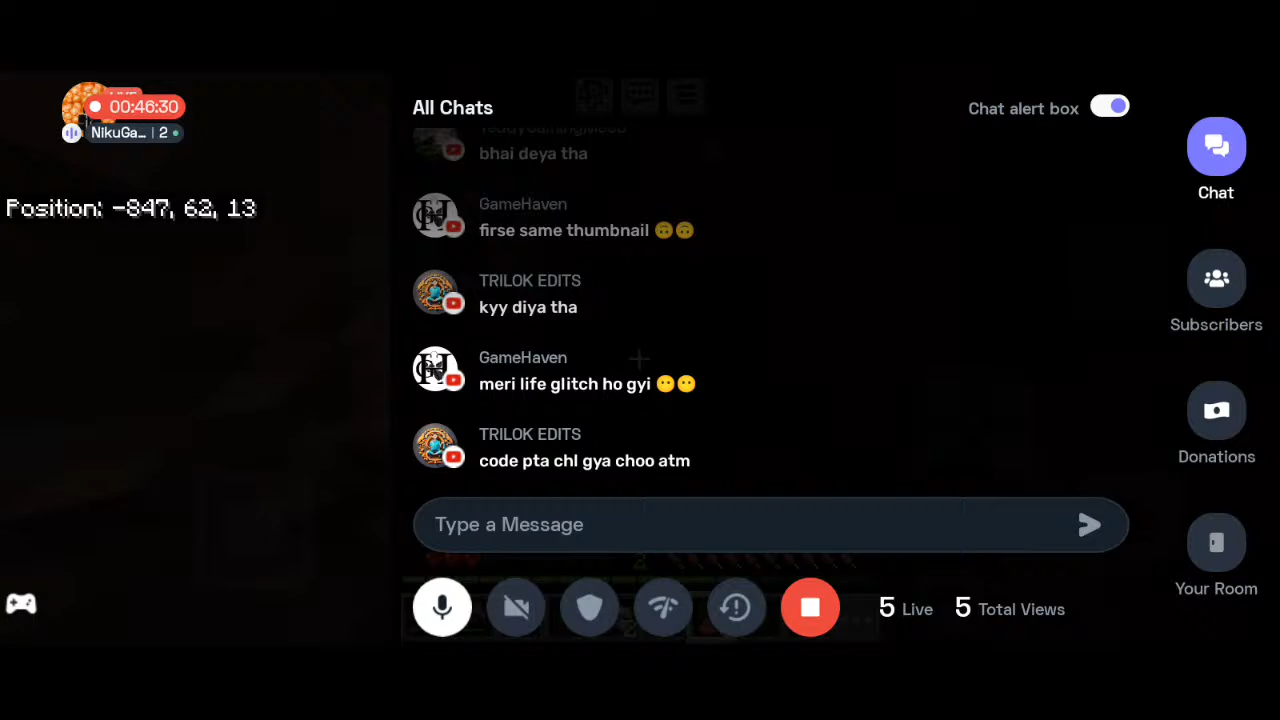 LIVE
00:46:30
NikuGa... | 2
Position: -847, 62, 13
All Chats
Chat alert box
bhai deya tha
GameHaven
firse same thumbnail 🙃🙃
TRILOK EDITS
kyy diya tha
GameHaven
meri life glitch ho gyi 😶😶
TRILOK EDITS
code pta chl gya choo atm
Type a Message
Chat
Subscribers
Donations
Your Room
5 Live 5 Total Views